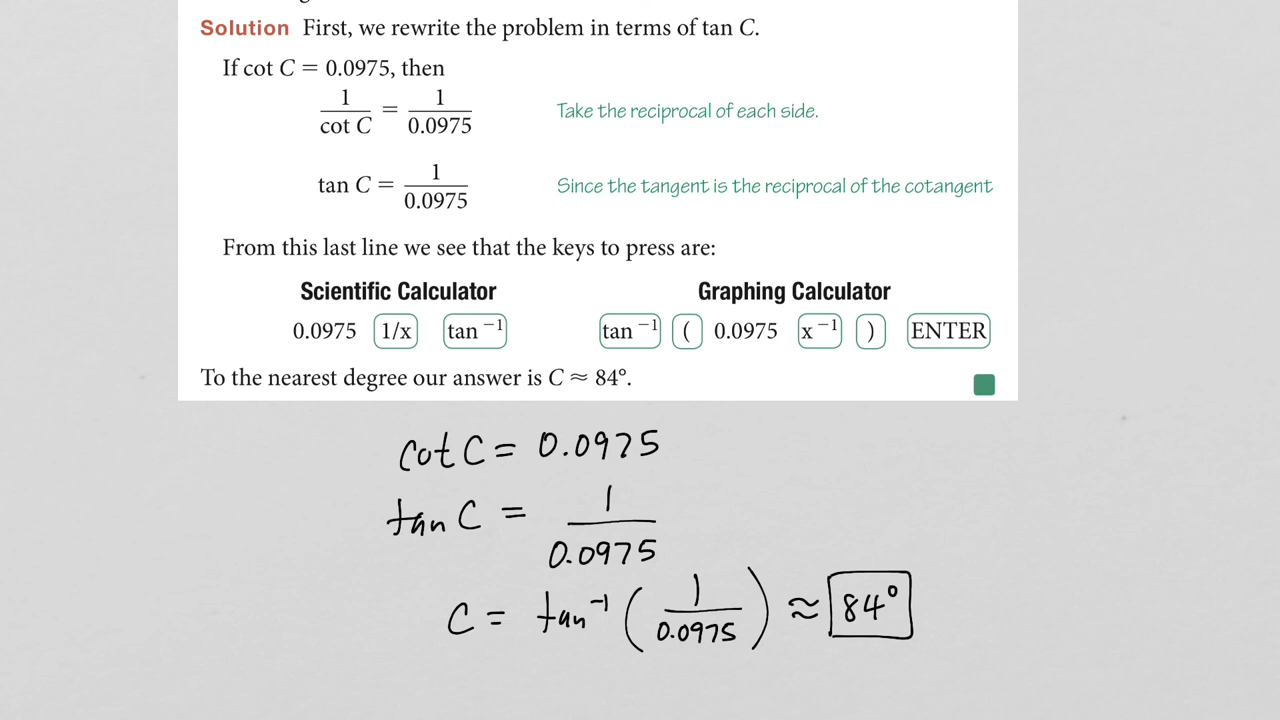 Solution First, we rewrite the problem in terms of tan C.
If cot C = 0.0975, then
1/cot C = 1/0.0975 Take the reciprocal of each side.
tan C = 1/0.0975 Since the tangent is the reciprocal of the cotangent
From this last line we see that the keys to press are:
Scientific Calculator Graphing Calculator
0.0975 1/x tan⁻¹ tan⁻¹ ( 0.0975 x⁻¹ ) ENTER
To the nearest degree our answer is C ≈ 84°.
cot C = 0.0975
tan C = 1/0.0975
C = tan⁻¹ (1/0.0975) ≈ 84°